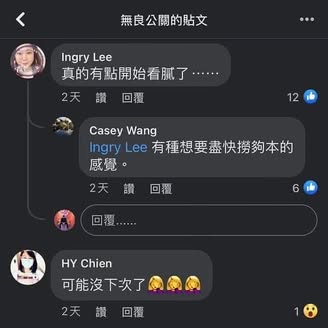 無良公關的貼文
Ingry Lee
真的有點開始看膩了⋯⋯
2天 讚 回覆 12
Casey Wang
Ingry Lee 有種想要盡快撈夠本的
感覺。
2天 讚 回覆 6
回覆......
HY Chien
可能沒下次了🤦‍♀️🤦‍♀️🤦‍♀️
2天 讚 回覆 1